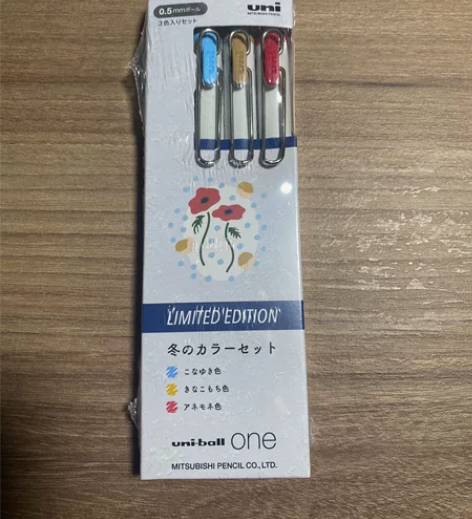 0.5mmボール
3色入りセット
uni
MITSUBISHI PENCIL
LIMITED EDITION
冬のカラーセット
こなゆき色
きなこもち色
アネモネ色
uni-ball one
MITSUBISHI PENCIL CO., LTD.